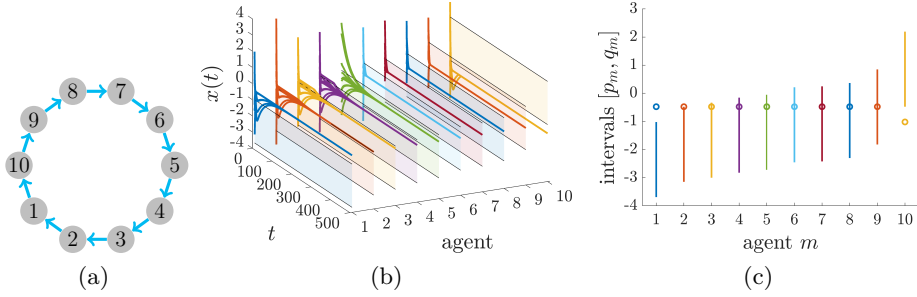 8 7
9 6
10 5
1 4
2 3
(a)
x(t)
4
3
2
1
0
-1
-2
-3
-4
0
100
200
300
400
500
t
1 2 3 4 5 6 7 8 9 10
agent
(b)
intervals [pₘ, qₘ]
3
2
1
0
-1
-2
-3
-4
1 2 3 4 5 6 7 8 9 10
agent m
(c)